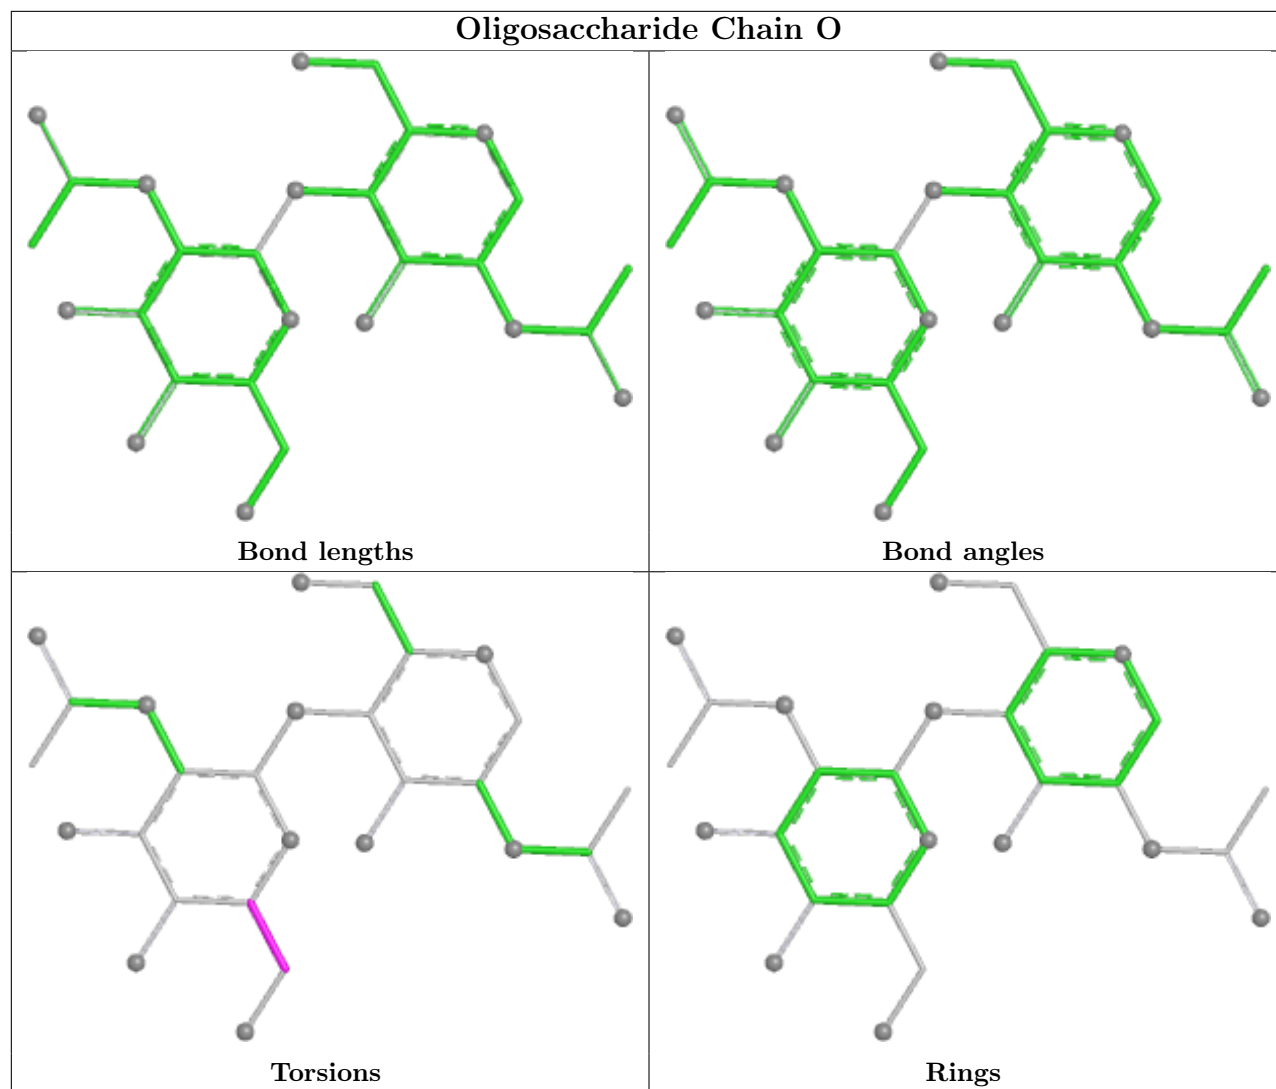 Oligosaccharide Chain O
Bond lengths
Bond angles
Torsions
Rings